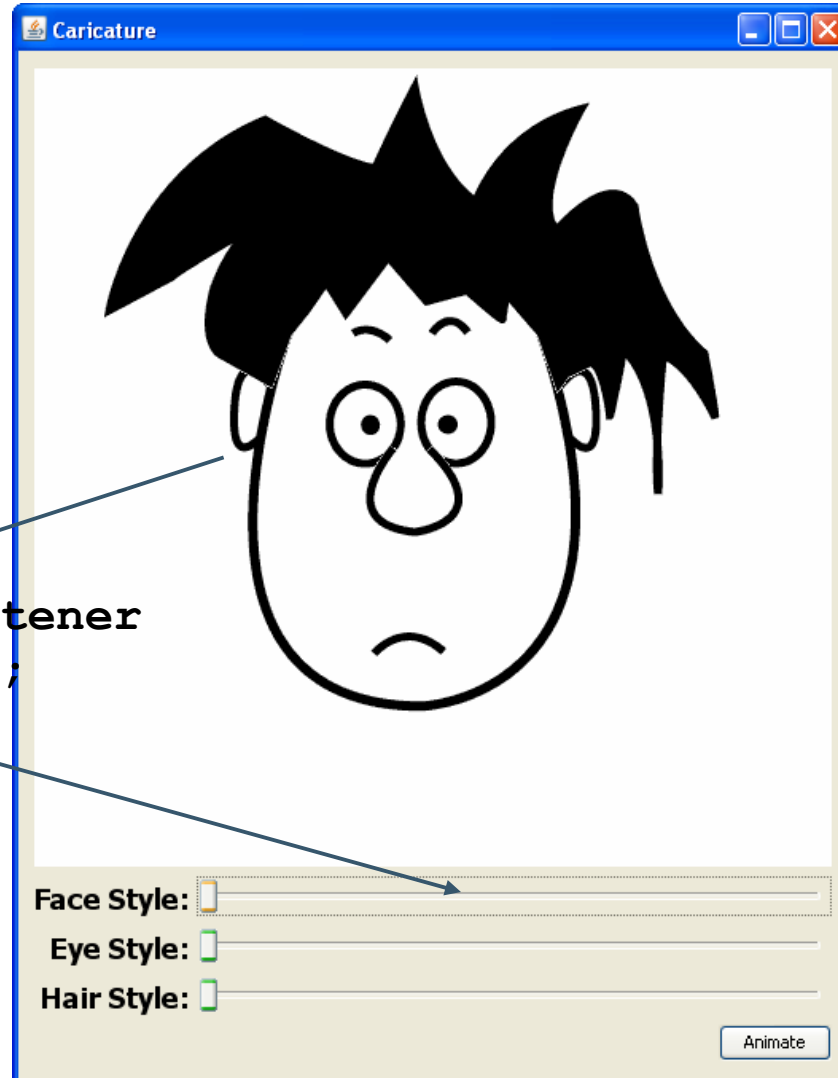 Caricature
tener
;
Face Style:
Eye Style:
Hair Style:
Animate